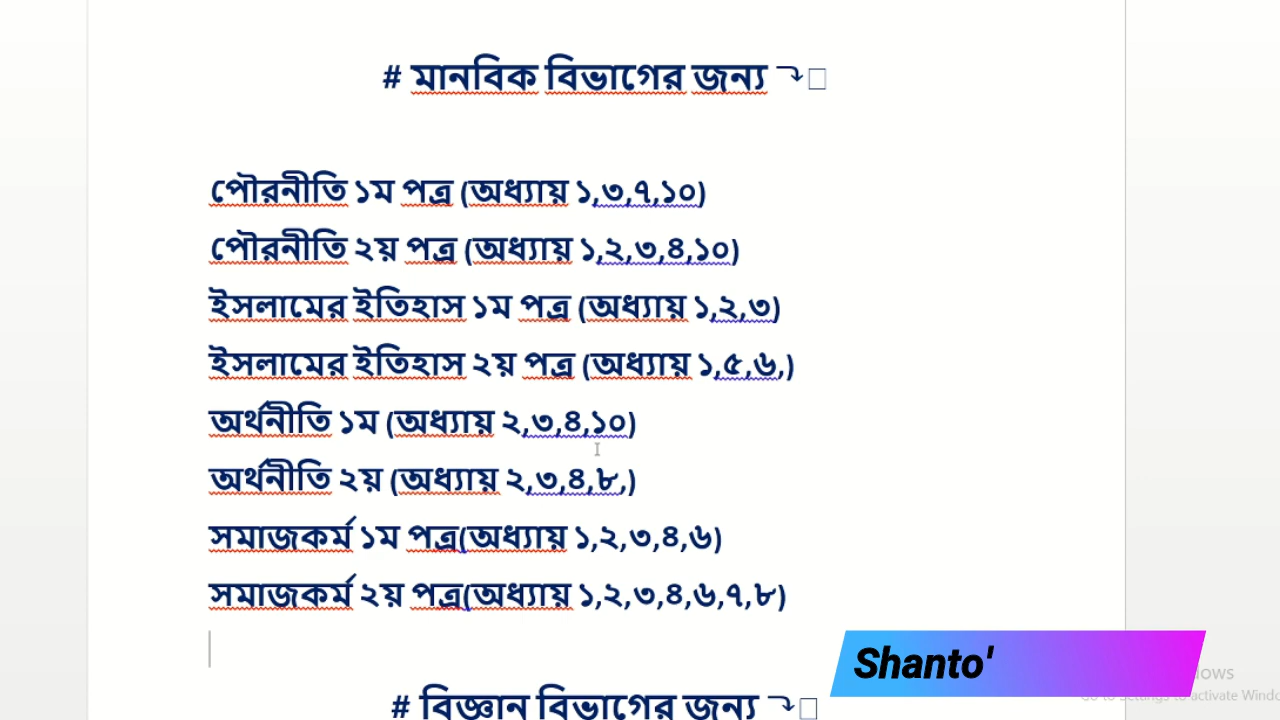 # মানবিক বিভাগের জন্য ⤵□
পৌরনীতি ১ম পত্র (অধ্যায় ১,৩,৭,১০)
পৌরনীতি ২য় পত্র (অধ্যায় ১,২,৩,৪,১০)
ইসলামের ইতিহাস ১ম পত্র (অধ্যায় ১,২,৩)
ইসলামের ইতিহাস ২য় পত্র (অধ্যায় ১,৫,৬,)
অর্থনীতি ১ম (অধ্যায় ২,৩,৪,১০)
অর্থনীতি ২য় (অধ্যায় ২,৩,৪,৮,)
সমাজকর্ম ১ম পত্র(অধ্যায় ১,২,৩,৪,৬)
সমাজকর্ম ২য় পত্র(অধ্যায় ১,২,৩,৪,৬,৭,৮)
Shanto'
# বিজ্ঞান বিভাগের জন্য ⤵□